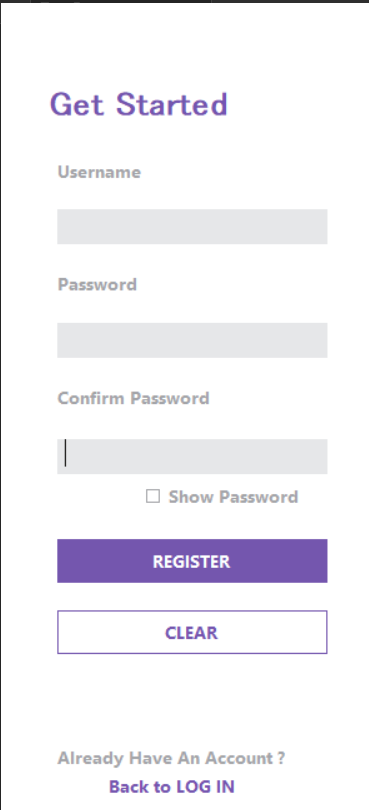 Get Started
Username
Password
Confirm Password
Show Password
REGISTER
CLEAR
Already Have An Account ?
Back to LOG IN